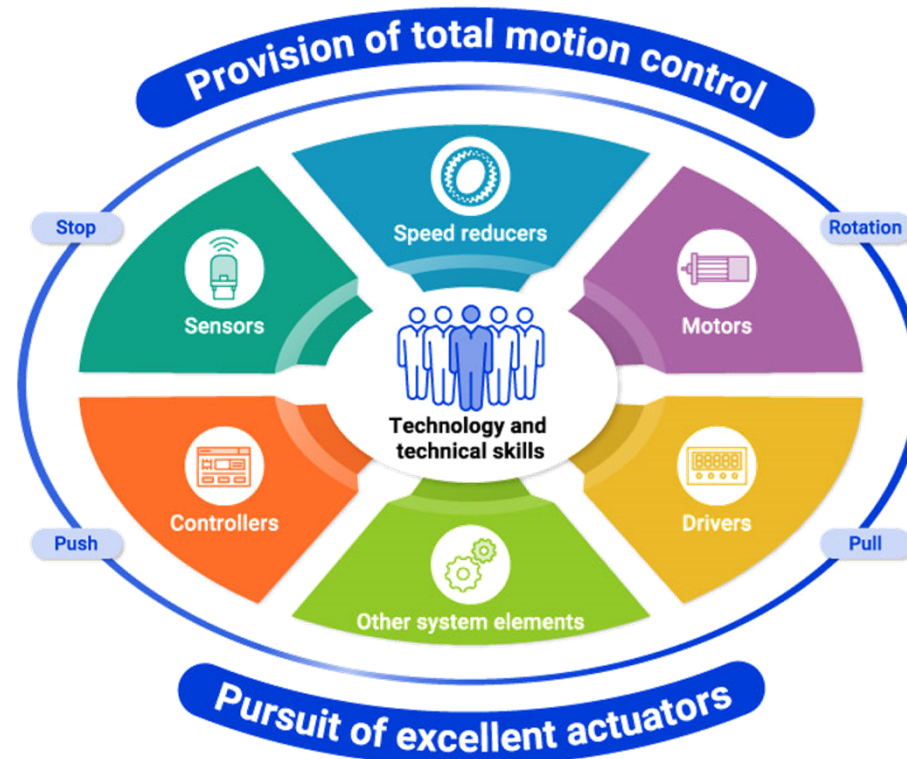 Provision of total motion control
Speed reducers
Stop
Rotation
Sensors
Motors
Technology and
technical skills
Controllers
Drivers
Push
Pull
Other system elements
Pursuit of excellent actuators